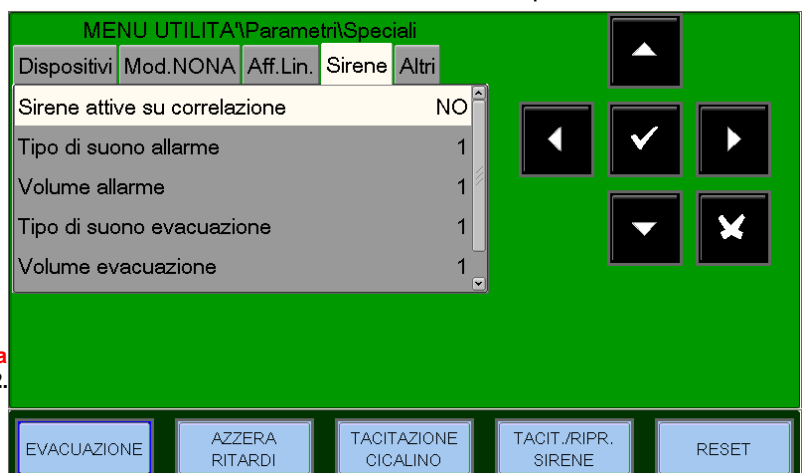 MENU UTILITA'\Parametri\Speciali
Dispositivi Mod.NONA Aff.Lin. Sirene Altri
Sirene attive su correlazione NO
Tipo di suono allarme 1
Volume allarme 1
Tipo di suono evacuazione 1
Volume evacuazione 1
a
2.
EVACUAZIONE
AZZERA
RITARDI
TACITAZIONE
CICALINO
TACIT./RIPR.
SIRENE
RESET